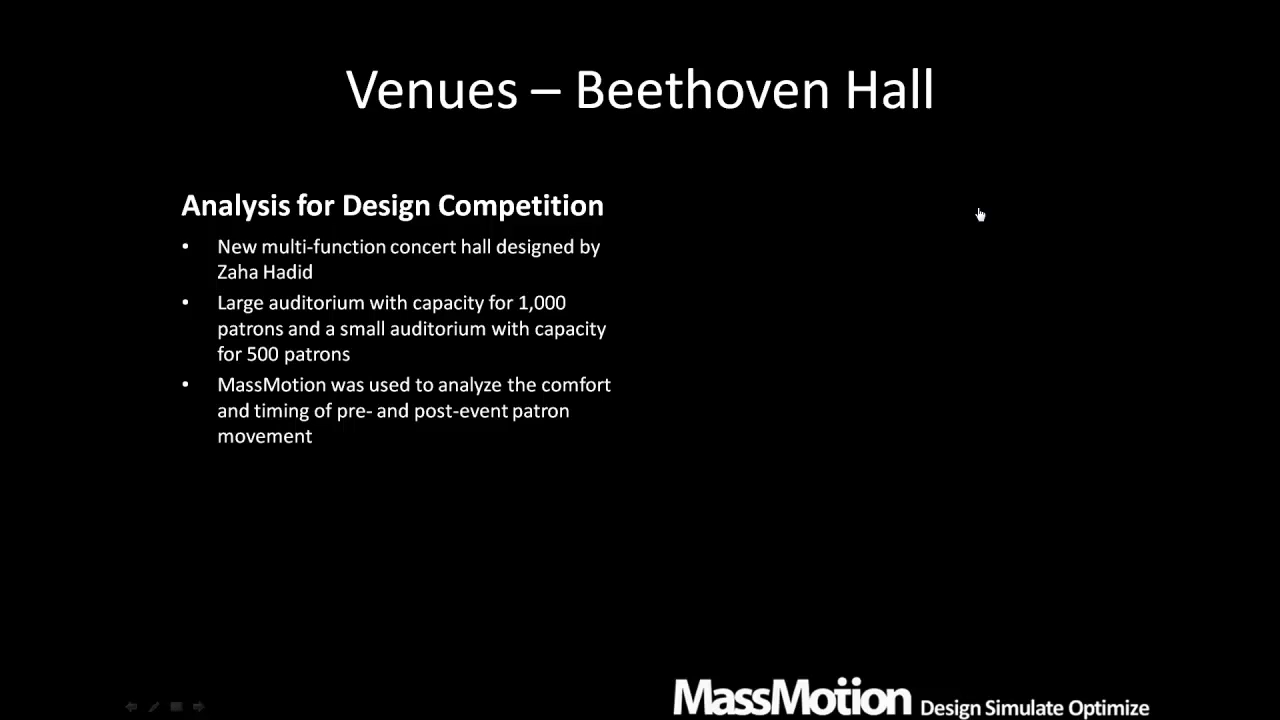 Venues – Beethoven Hall
Analysis for Design Competition
• New multi-function concert hall designed by
Zaha Hadid
• Large auditorium with capacity for 1,000
patrons and a small auditorium with capacity
for 500 patrons
• MassMotion was used to analyze the comfort
and timing of pre- and post-event patron
movement
MassMotion Design Simulate Optimize